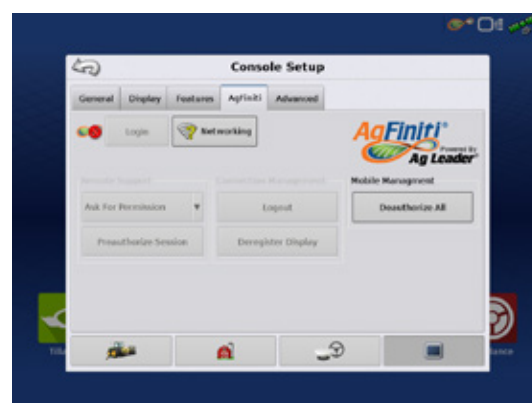 Console Setup
General Display Features AgFiniti Advanced
Login Networking
AgFiniti®
Powered By
Ag Leader®
Remote Support Connection Management Mobile Managment
Ask For Permission Logout Deauthorize All
Preauthorize Session Deregister Display